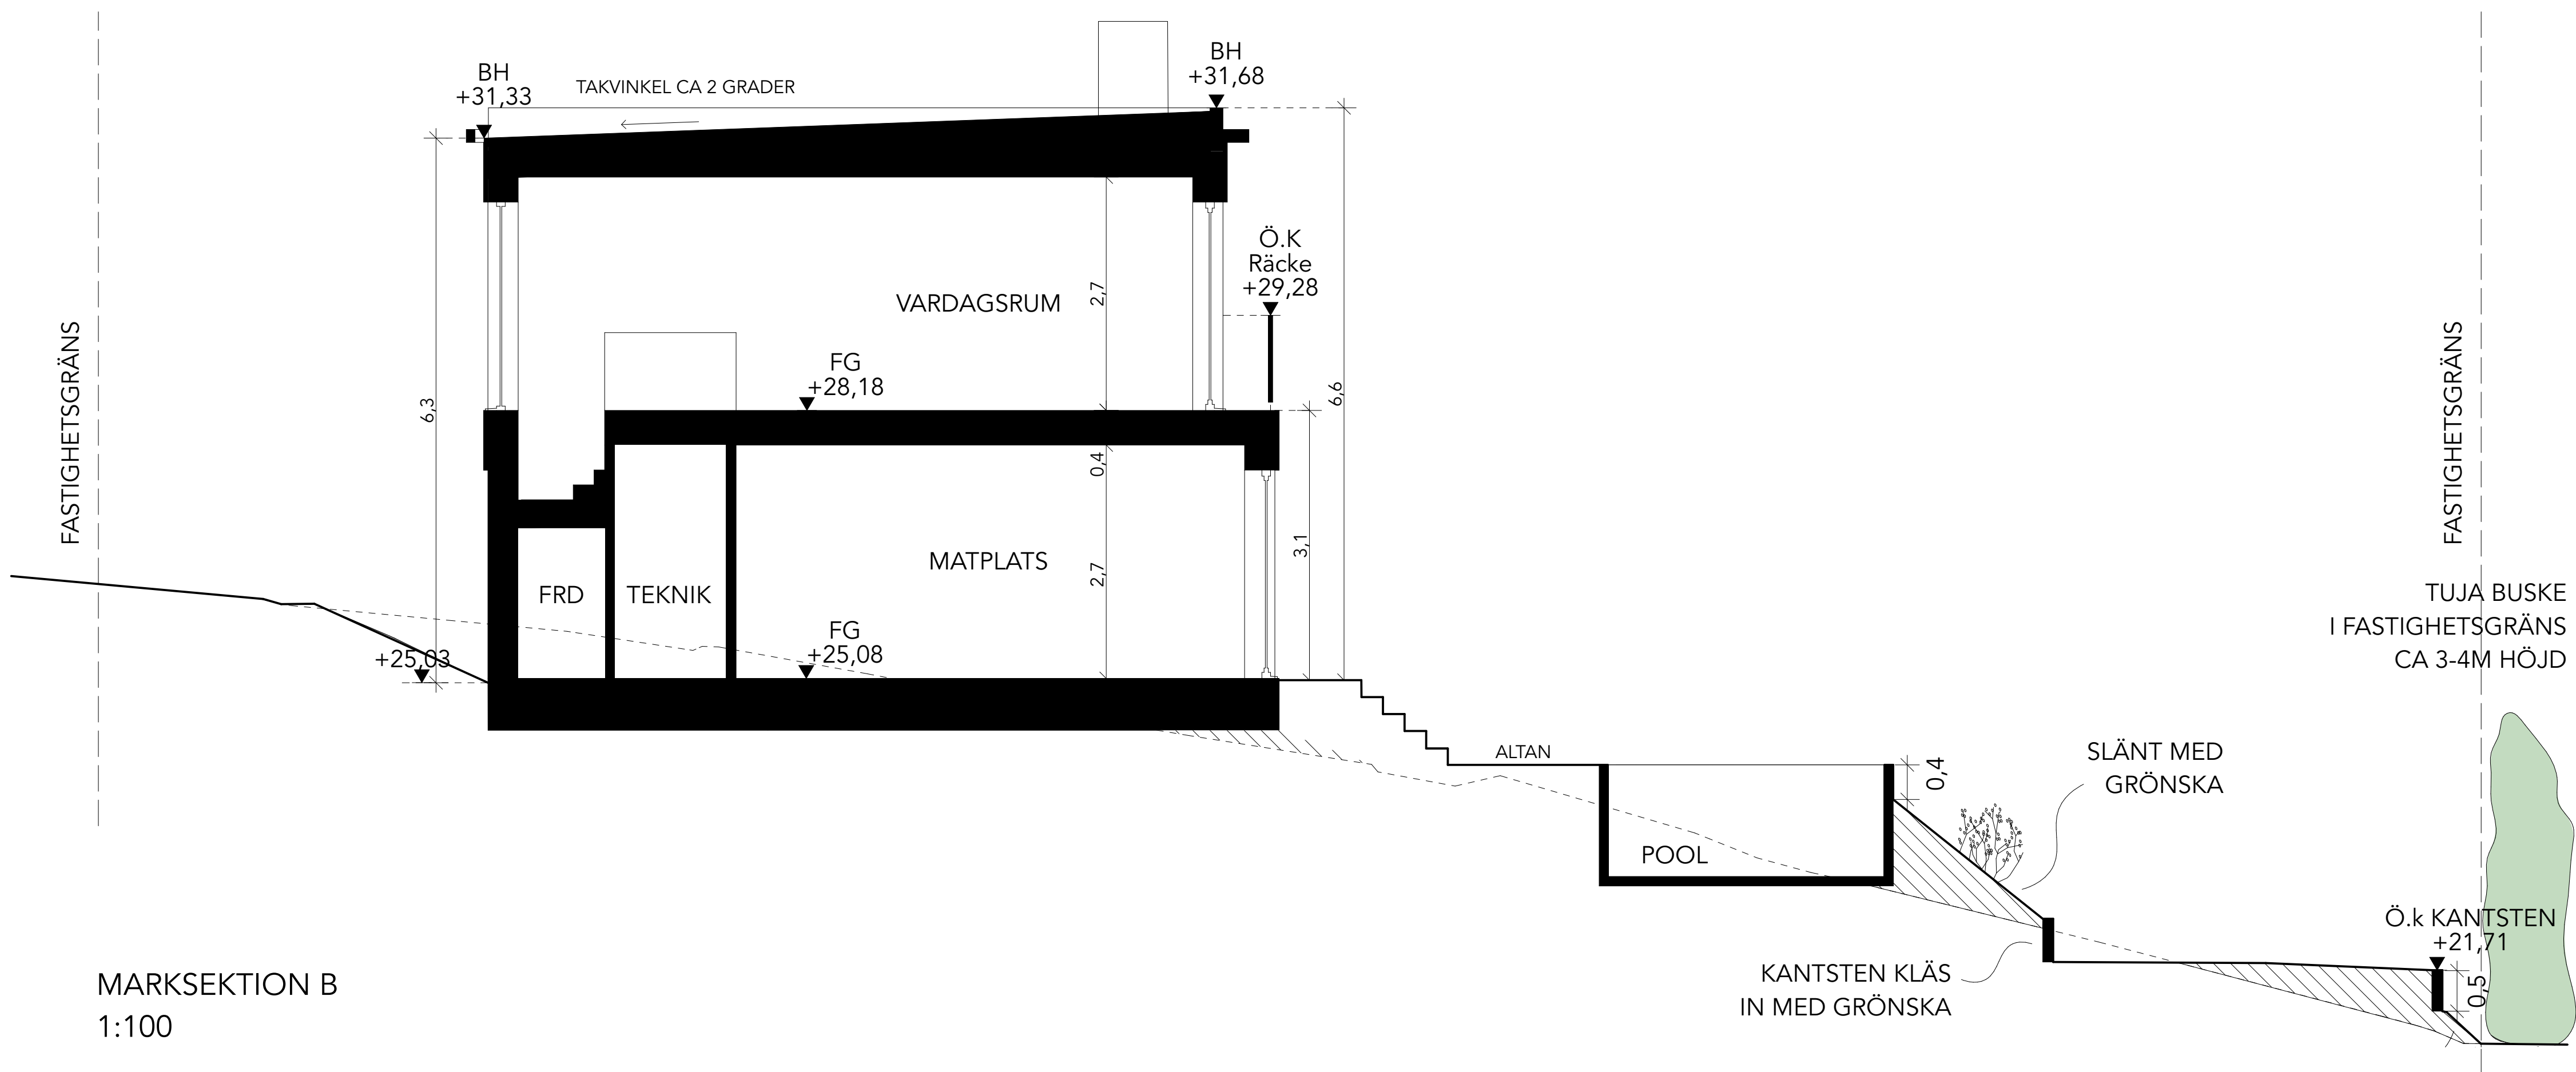 BH
+31,68
BH
+31,33
TAKVINKEL CA 2 GRADER
Ö.K
Räcke
+29,28
VARDAGSRUM
2,7
FG
+28,18
6,3
6,6
FASTIGHETSGRÄNS
FASTIGHETSGRÄNS
0,4
3,1
MATPLATS
2,7
FRD
TEKNIK
FG
+25,08
+25,03
TUJA BUSKE
I FASTIGHETSGRÄNS
CA 3-4M HÖJD
ALTAN
0,4
SLÄNT MED
GRÖNSKA
POOL
Ö.k KANTSTEN
+21,71
0,5
KANTSTEN KLÄS
IN MED GRÖNSKA
MARKSEKTION B
1:100